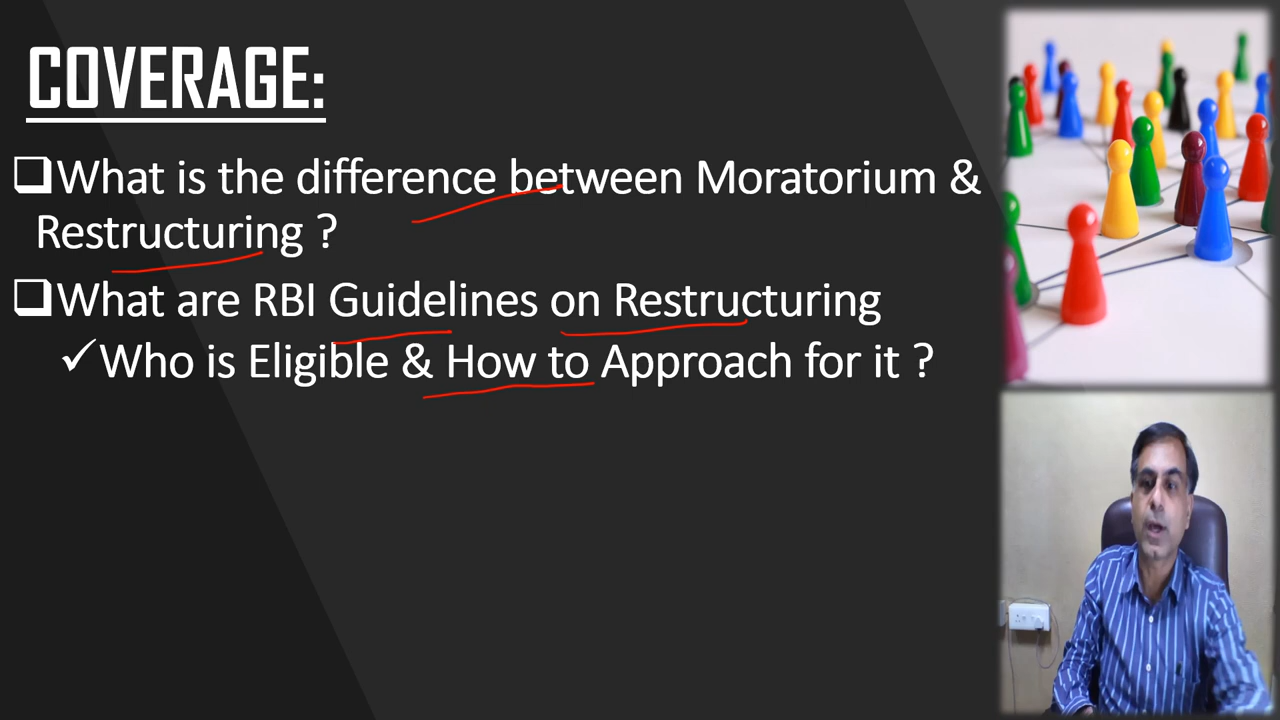 COVERAGE:
❑What is the difference between Moratorium &
Restructuring ?
❑What are RBI Guidelines on Restructuring
✓Who is Eligible & How to Approach for it ?